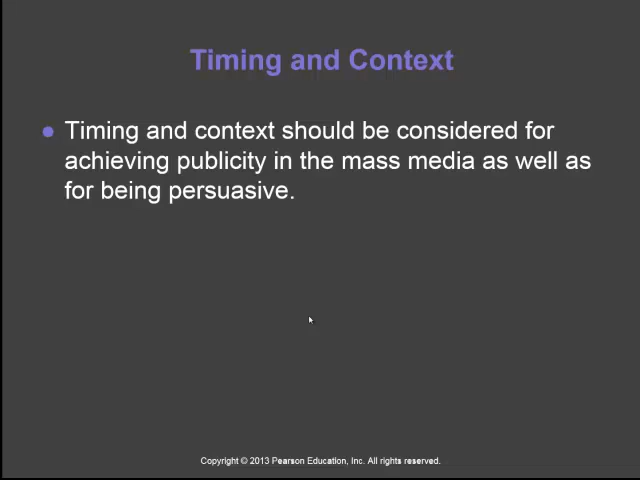 Timing and Context
● Timing and context should be considered for
achieving publicity in the mass media as well as
for being persuasive.
Copyright © 2013 Pearson Education, Inc. All rights reserved.